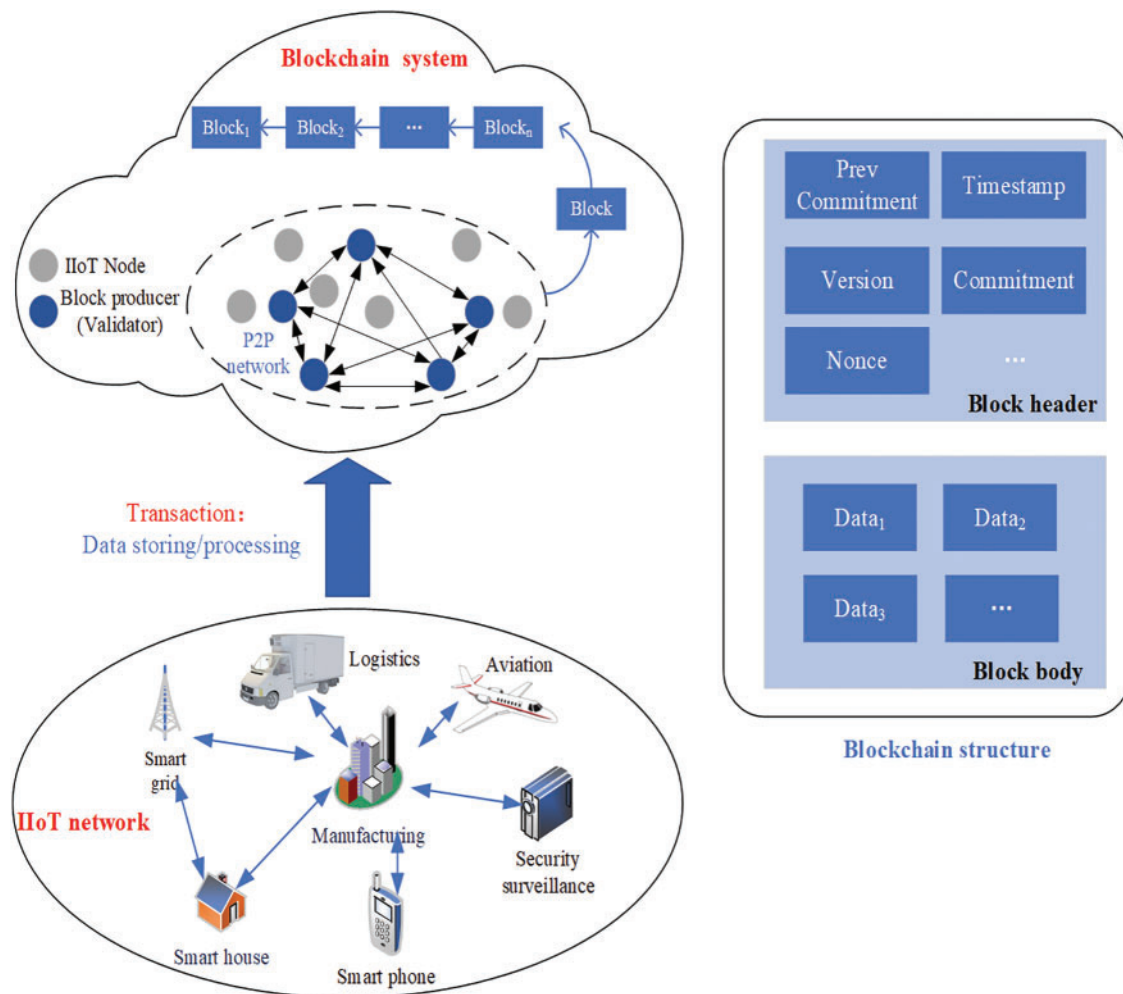 Blockchain system
Block₁
Block₂
...
Blockₙ
Block
IIoT Node
Block producer
(Validator)
P2P
network
Transaction:
Data storing/processing
Logistics
Aviation
Smart
grid
IIoT network
Manufacturing
Security
surveillance
Smart house
Smart phone
Prev
Commitment
Timestamp
Version
Commitment
Nonce
...
Block header
Data₁
Data₂
Data₃
...
Block body
Blockchain structure